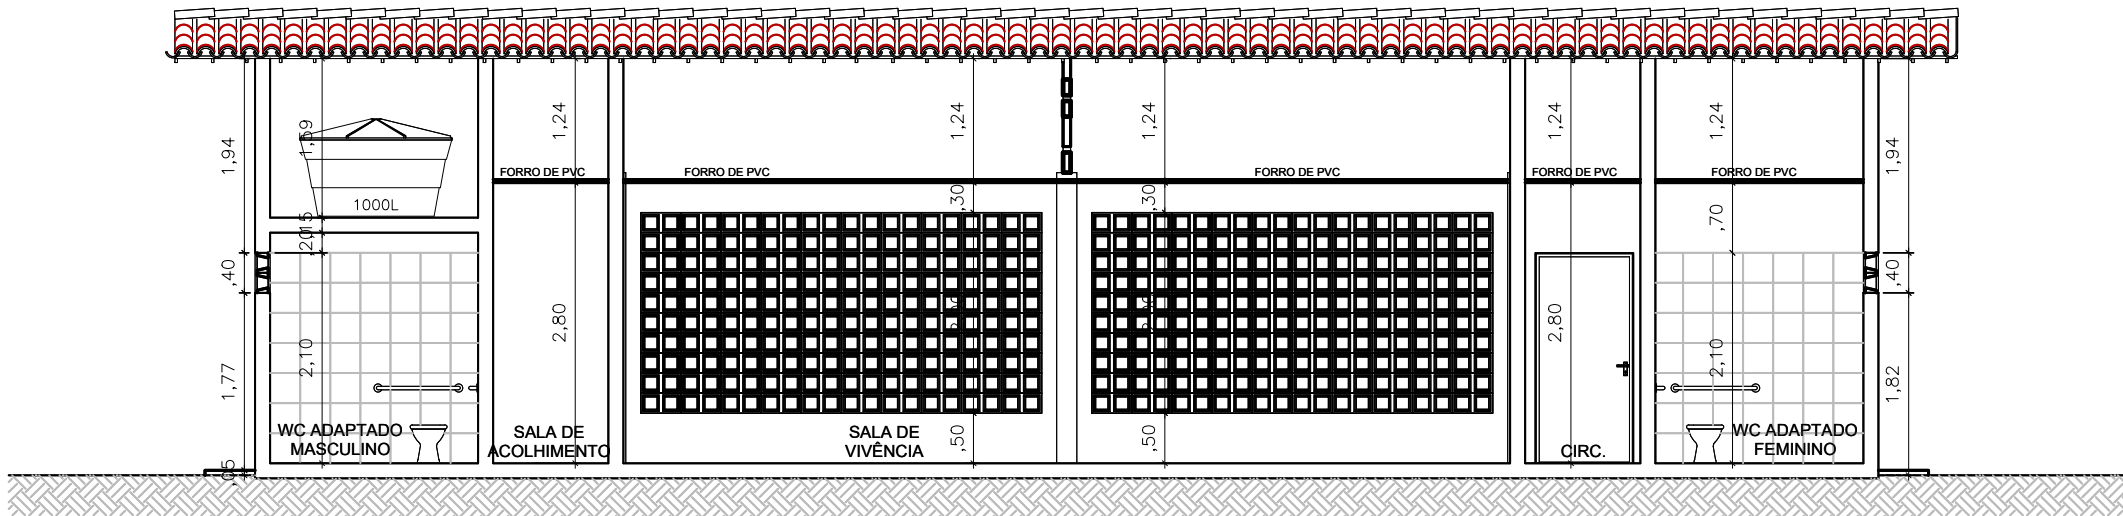 1,94
1,59
1,24
1,24
1,24
1,24
1,24
1,94
FORRO DE PVC
FORRO DE PVC
FORRO DE PVC
FORRO DE PVC
FORRO DE PVC
1000L
,15
,20
,30
,30
,70
,40
,40
2,10
2,80
2,80
2,10
1,77
1,82
WC ADAPTADO
MASCULINO
SALA DE
ACOLHIMENTO
SALA DE
VIVÊNCIA
,50
,50
CIRC.
WC ADAPTADO
FEMININO
,05